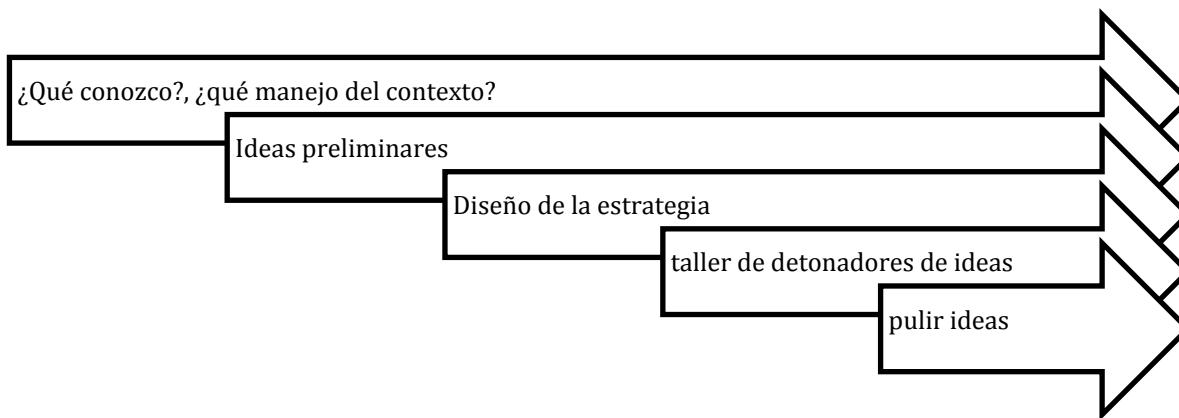 ¿Qué conozco?, ¿qué manejo del contexto?
Ideas preliminares
Diseño de la estrategia
taller de detonadores de ideas
pulir ideas